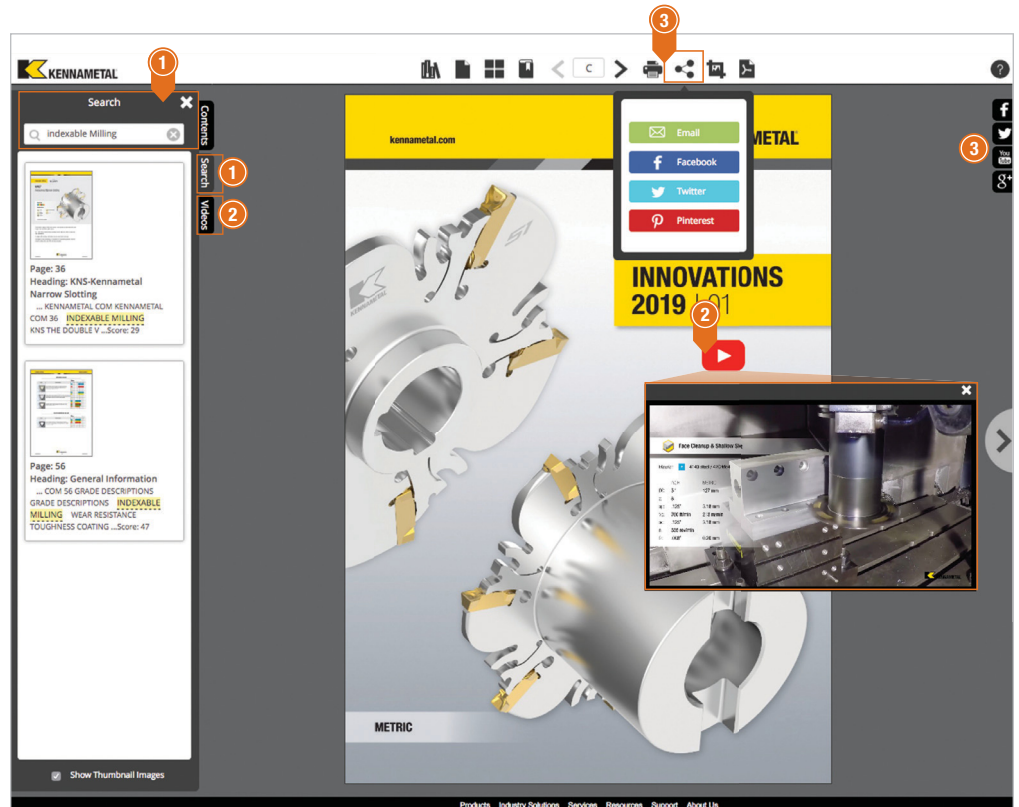 3
KENNAMETAL
C
?
1
Search
indexable Milling
Contents
Search
1
Videos
2
Page: 36
Heading: KNS-Kennametal
Narrow Slotting
... KENNAMETAL COM KENNAMETAL
COM 36 INDEXABLE MILLING
KNS THE DOUBLE V ...Score: 29
Page: 56
Heading: General Information
... COM 56 GRADE DESCRIPTIONS
GRADE DESCRIPTIONS INDEXABLE
MILLING WEAR RESISTANCE
TOUGHNESS COATING ...Score: 47
Show Thumbnail Images
kennametal.com
METAL
Email
Facebook
Twitter
Pinterest
3
You
Tube
g+
INNOVATIONS
2019 | 01
2
KENNAMETAL
Face Cleanup & Shallow
KENNAMETAL
METRIC
Products Industry Solutions Services Resources Support About Us